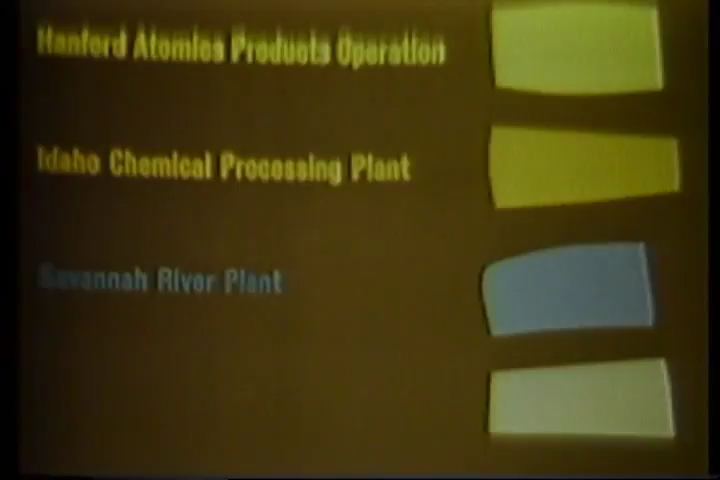 Hanford Atomics Products Operation
Idaho Chemical Processing Plant
Savannah River Plant